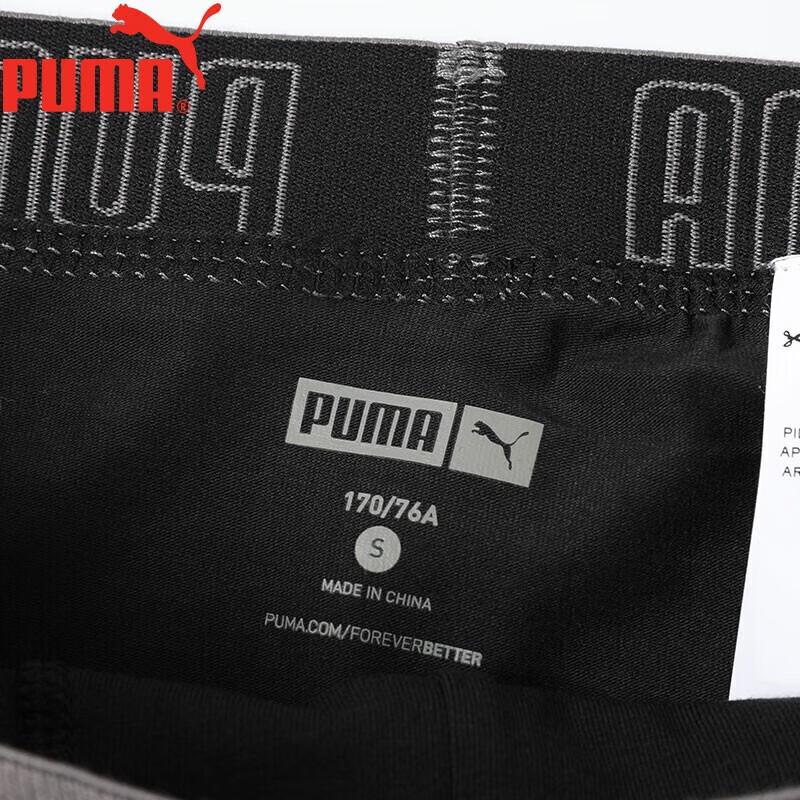 PUMA®
PUMA
170/76A
S
MADE IN CHINA
PUMA.COM/FOREVERBETTER